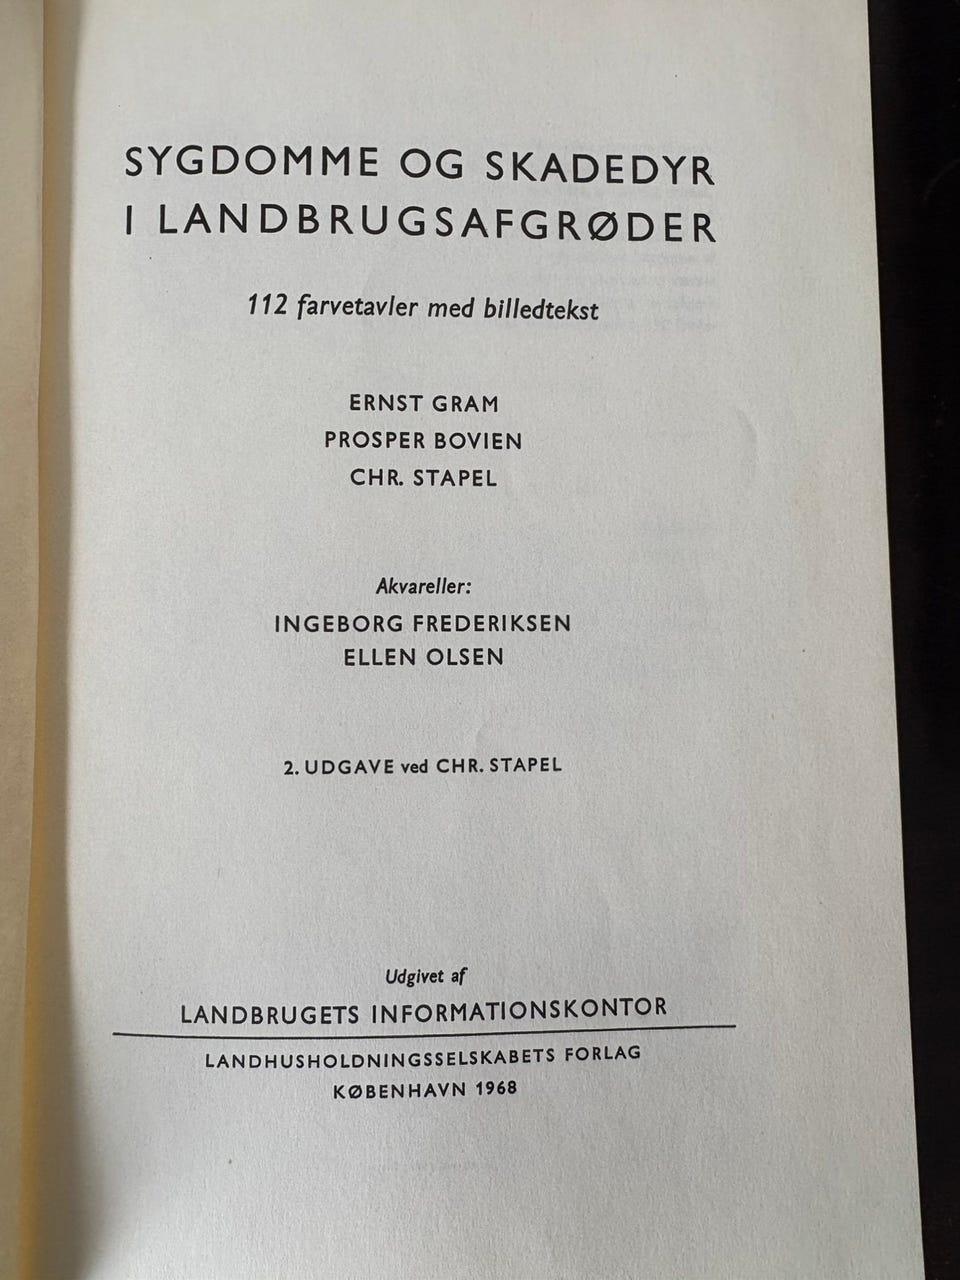 SYGDOMME OG SKADEDYR
I LANDBRUGSAFGRØDER
112 farvetavler med billedtekst
ERNST GRAM
PROSPER BOVIEN
CHR. STAPEL
Akvareller:
INGEBORG FREDERIKSEN
ELLEN OLSEN
2. UDGAVE ved CHR. STAPEL
Udgivet af
LANDBRUGETS INFORMATIONSKONTOR
LANDHUSHOLDNINGSSELSKABETS FORLAG
KØBENHAVN 1968